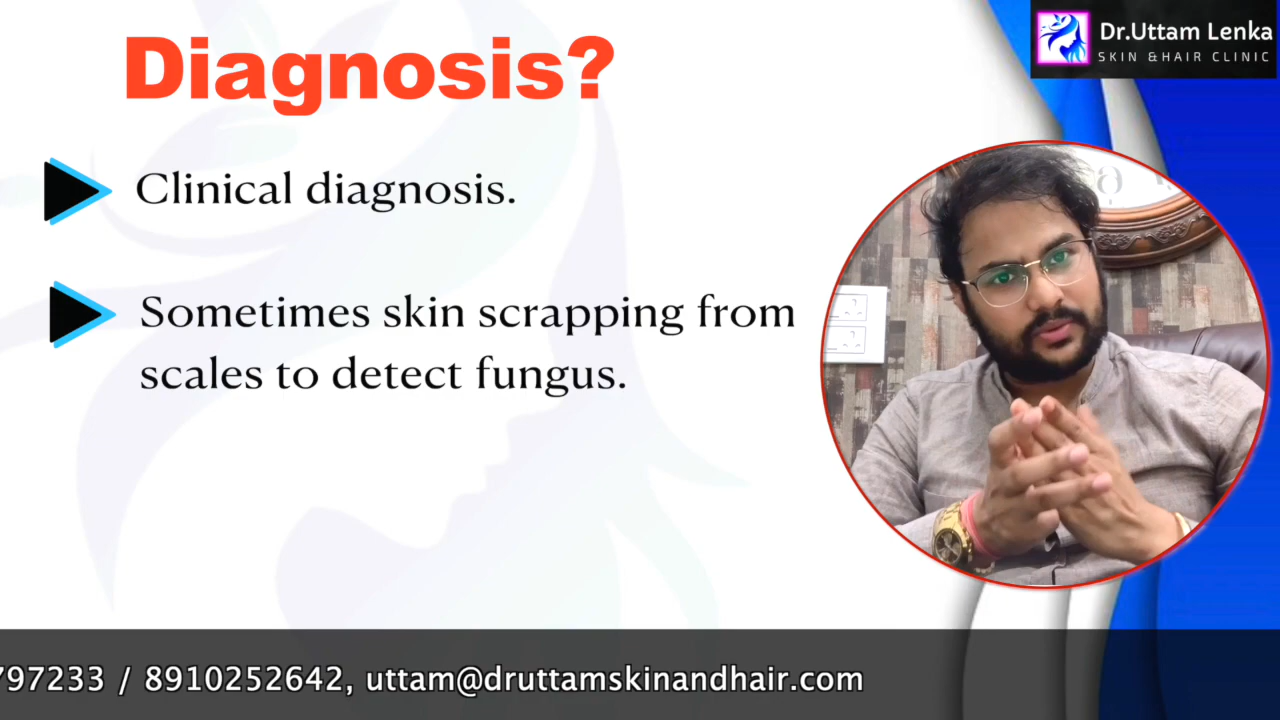 Diagnosis?
Dr.Uttam Lenka
SKIN & HAIR CLINIC
Clinical diagnosis.
Sometimes skin scrapping from
scales to detect fungus.
797233 / 8910252642, uttam@druttamskinandhair.com